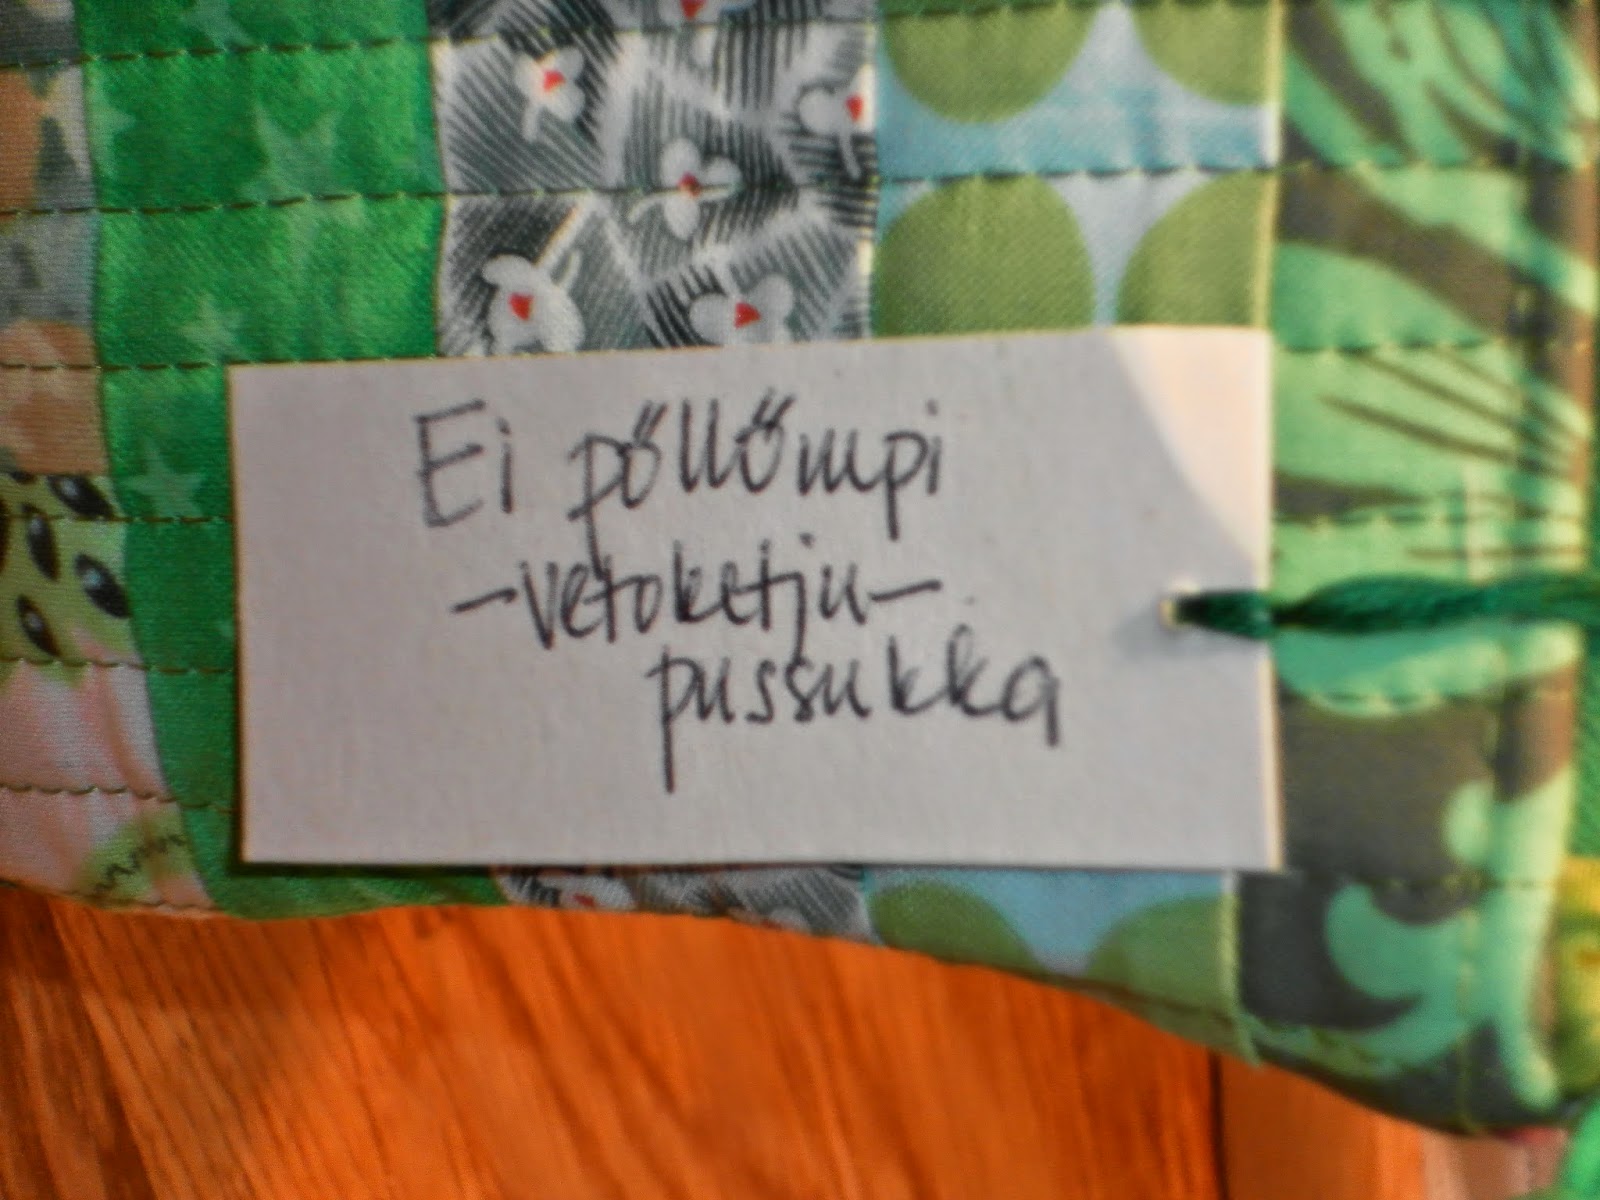 Ei pöllömpi
-vetoketju-
pussukka